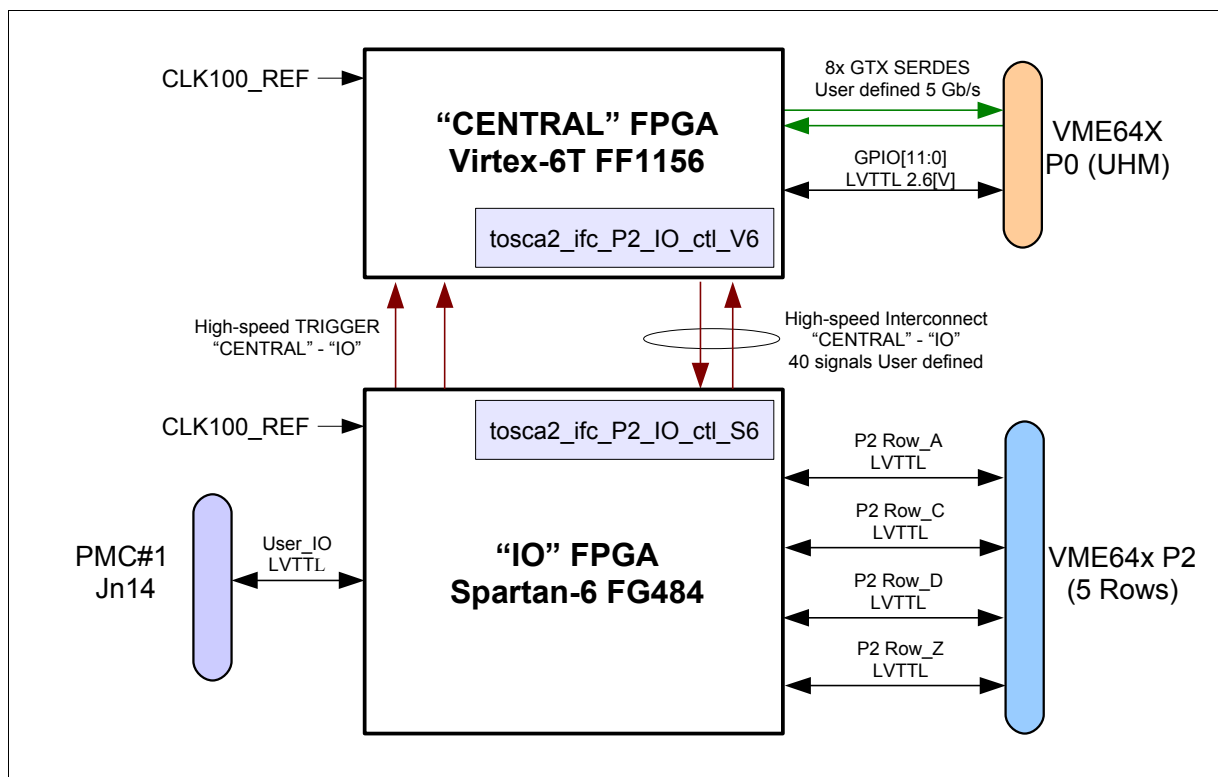 CLK100_REF
"CENTRAL" FPGA
Virtex-6T FF1156
tosca2_ifc_P2_IO_ctl_V6
8x GTX SERDES
User defined 5 Gb/s
GPIO[11:0]
LVTTL 2.6[V]
VME64X
P0 (UHM)
High-speed TRIGGER
"CENTRAL" - "IO"
High-speed Interconnect
"CENTRAL" - "IO"
40 signals User defined
CLK100_REF
tosca2_ifc_P2_IO_ctl_S6
"IO" FPGA
Spartan-6 FG484
PMC#1
Jn14
User_IO
LVTTL
P2 Row_A
LVTTL
P2 Row_C
LVTTL
P2 Row_D
LVTTL
P2 Row_Z
LVTTL
VME64x P2
(5 Rows)